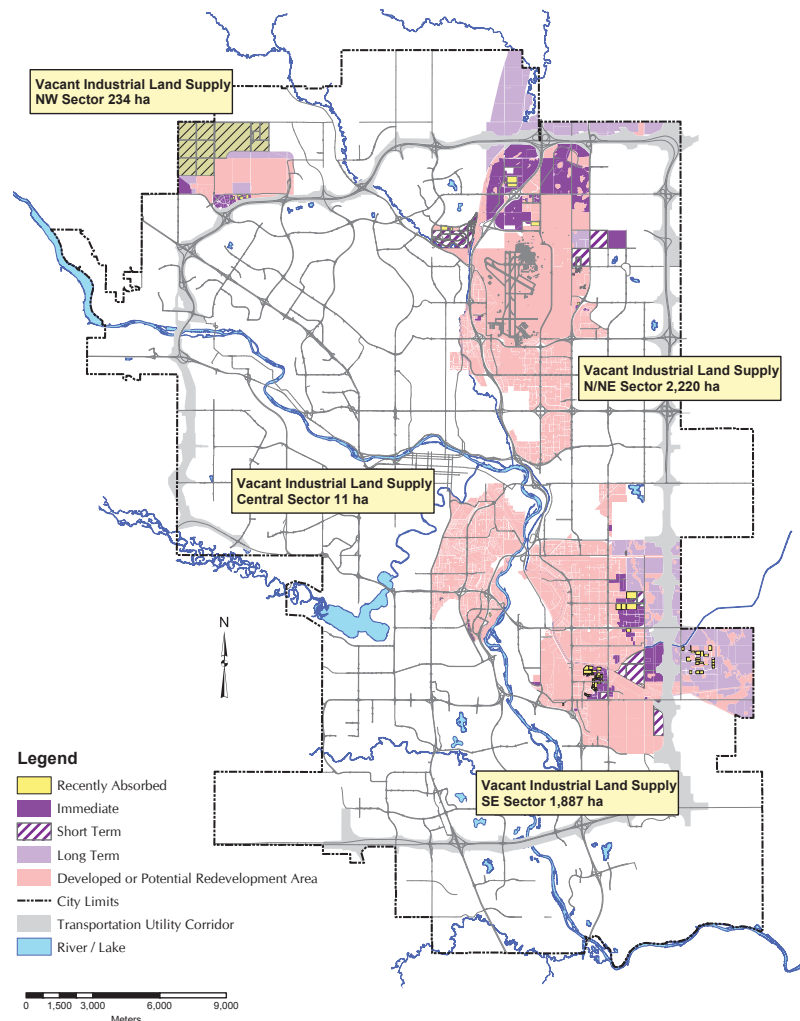 Vacant Industrial Land Supply
NW Sector 234 ha
Vacant Industrial Land Supply
N/NE Sector 2,220 ha
Vacant Industrial Land Supply
Central Sector 11 ha
N
Vacant Industrial Land Supply
SE Sector 1,887 ha
Legend
Recently Absorbed
Immediate
Short Term
Long Term
Developed or Potential Redevelopment Area
City Limits
Transportation Utility Corridor
River / Lake
0 1,500 3,000 6,000 9,000
Meters